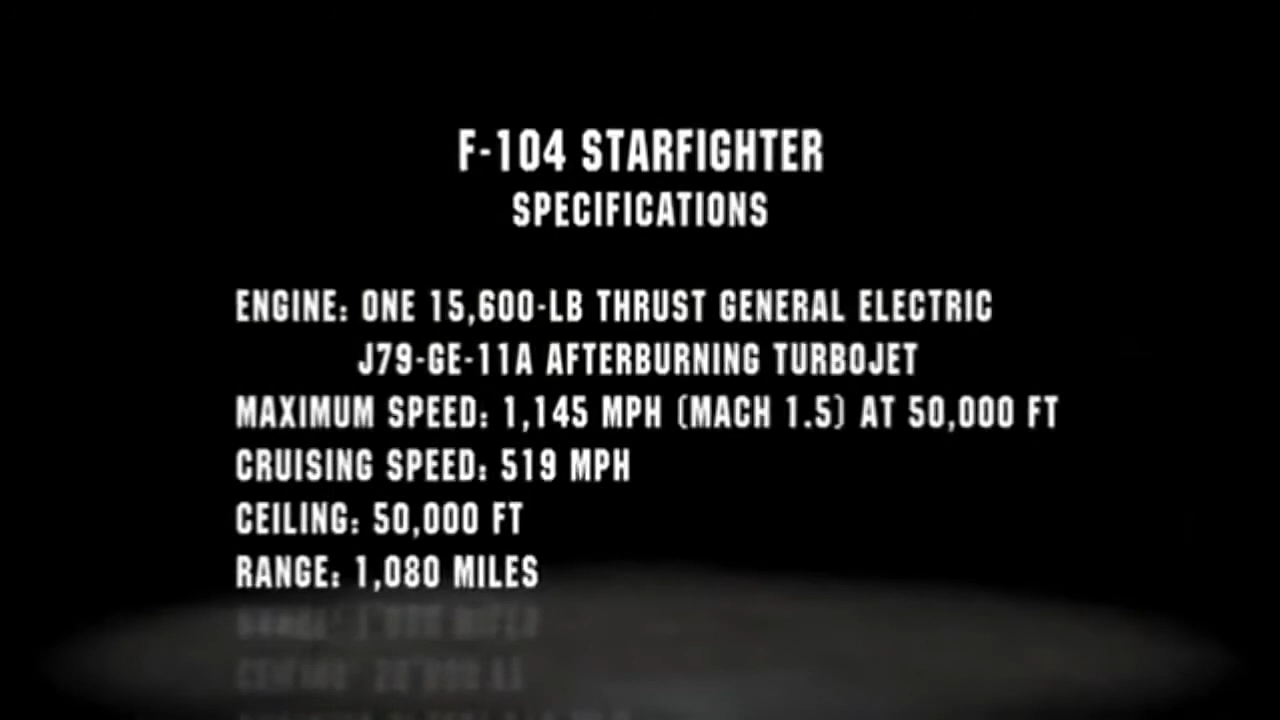 F-104 STARFIGHTER
SPECIFICATIONS
ENGINE: ONE 15,600-LB THRUST GENERAL ELECTRIC
J79-GE-11A AFTERBURNING TURBOJET
MAXIMUM SPEED: 1,145 MPH (MACH 1.5) AT 50,000 FT
CRUISING SPEED: 519 MPH
CEILING: 50,000 FT
RANGE: 1,080 MILES